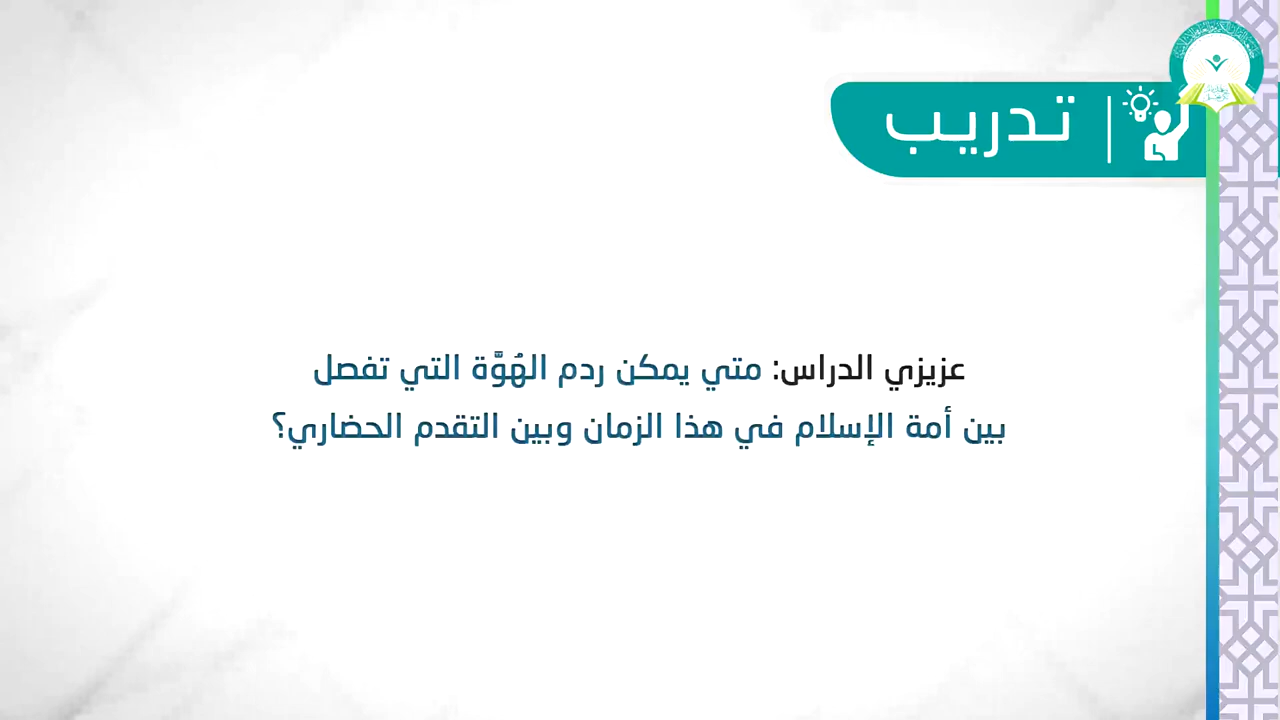 تدريب
عزيزي الدراس: متي يمكن ردم الهُوَّة التي تفصل
بين أمة الإسلام في هذا الزمان وبين التقدم الحضاري؟